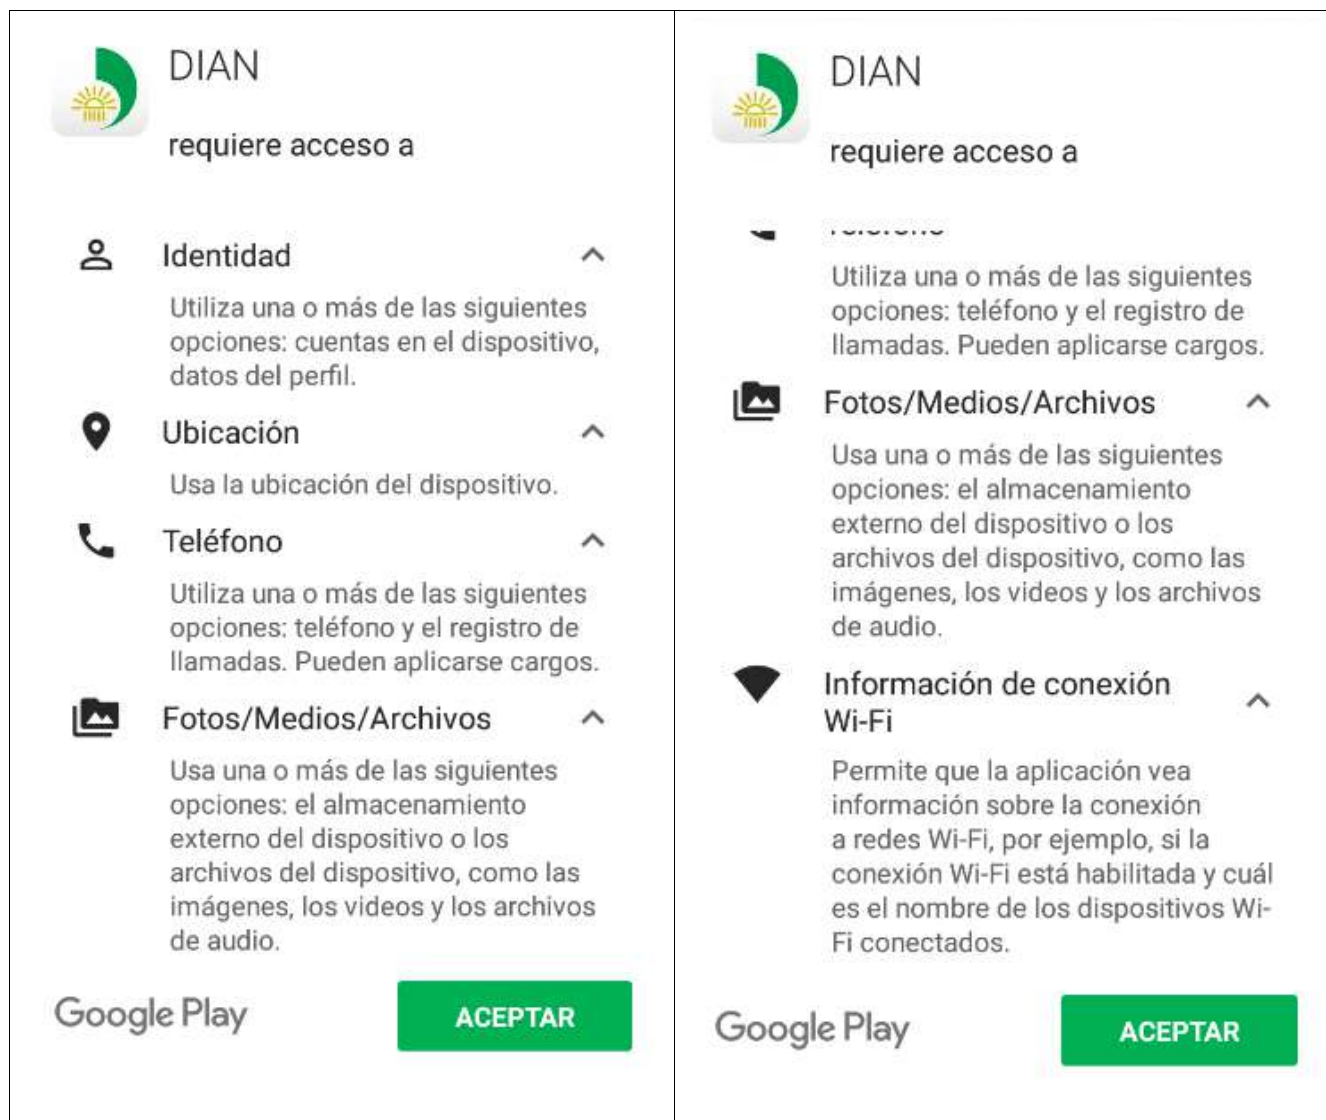 DIAN
requiere acceso a
Identidad
Utiliza una o más de las siguientes
opciones: cuentas en el dispositivo,
datos del perfil.
Ubicación
Usa la ubicación del dispositivo.
Teléfono
Utiliza una o más de las siguientes
opciones: teléfono y el registro de
llamadas. Pueden aplicarse cargos.
Fotos/Medios/Archivos
Usa una o más de las siguientes
opciones: el almacenamiento
externo del dispositivo o los
archivos del dispositivo, como las
imágenes, los videos y los archivos
de audio.
Google Play
ACEPTAR
DIAN
requiere acceso a
Utiliza una o más de las siguientes
opciones: teléfono y el registro de
llamadas. Pueden aplicarse cargos.
Fotos/Medios/Archivos
Usa una o más de las siguientes
opciones: el almacenamiento
externo del dispositivo o los
archivos del dispositivo, como las
imágenes, los videos y los archivos
de audio.
Información de conexión
Wi-Fi
Permite que la aplicación vea
información sobre la conexión
a redes Wi-Fi, por ejemplo, si la
conexión Wi-Fi está habilitada y cuál
es el nombre de los dispositivos Wi-
Fi conectados.
Google Play
ACEPTAR